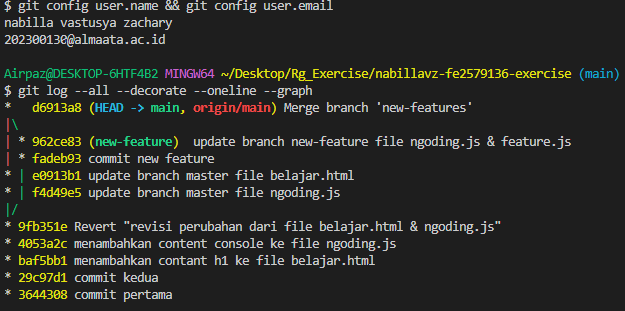 $ git config user.name && git config user.email
nabilla vastusya zachary
202300130@almaata.ac.id
Airpaz@DESKTOP-6HTF4B2 MINGW64 ~/Desktop/Rg_Exercise/nabillavz-fe2579136-exercise (main)
$ git log --all --decorate --oneline --graph
*   d6913a8 (HEAD -> main, origin/main) Merge branch 'new-features'
|\
| * 962ce83 (new-feature)  update branch new-feature file ngoding.js & feature.js
| * fadeb93 commit new feature
* | e0913b1 update branch master file belajar.html
* | f4d49e5 update branch master file ngoding.js
|/
* 9fb351e Revert "revisi perubahan dari file belajar.html & ngoding.js"
* 4053a2c menambahkan content console ke file ngoding.js
* baf5bb1 menambahkan contant h1 ke file belajar.html
* 29c97d1 commit kedua
* 3644308 commit pertama